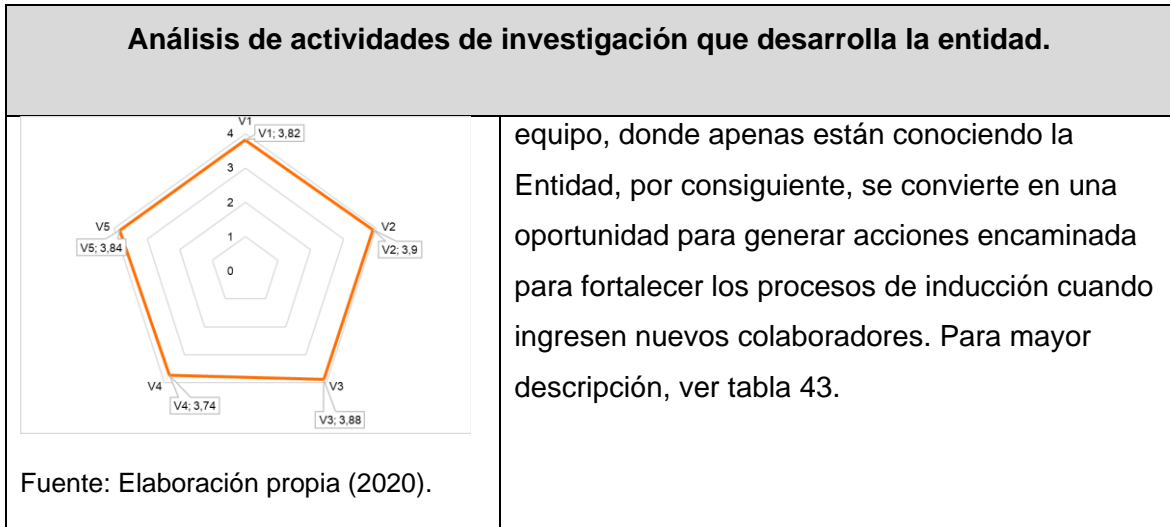 Análisis de actividades de investigación que desarrolla la entidad.
V1
4
V1; 3,82
3
2
1
0
V5
V5; 3,84
V2
V2; 3,9
V4
V4; 3,74
V3
V3; 3,88
Fuente: Elaboración propia (2020).
equipo, donde apenas están conociendo la
Entidad, por consiguiente, se convierte en una
oportunidad para generar acciones encaminada
para fortalecer los procesos de inducción cuando
ingresen nuevos colaboradores. Para mayor
descripción, ver tabla 43.